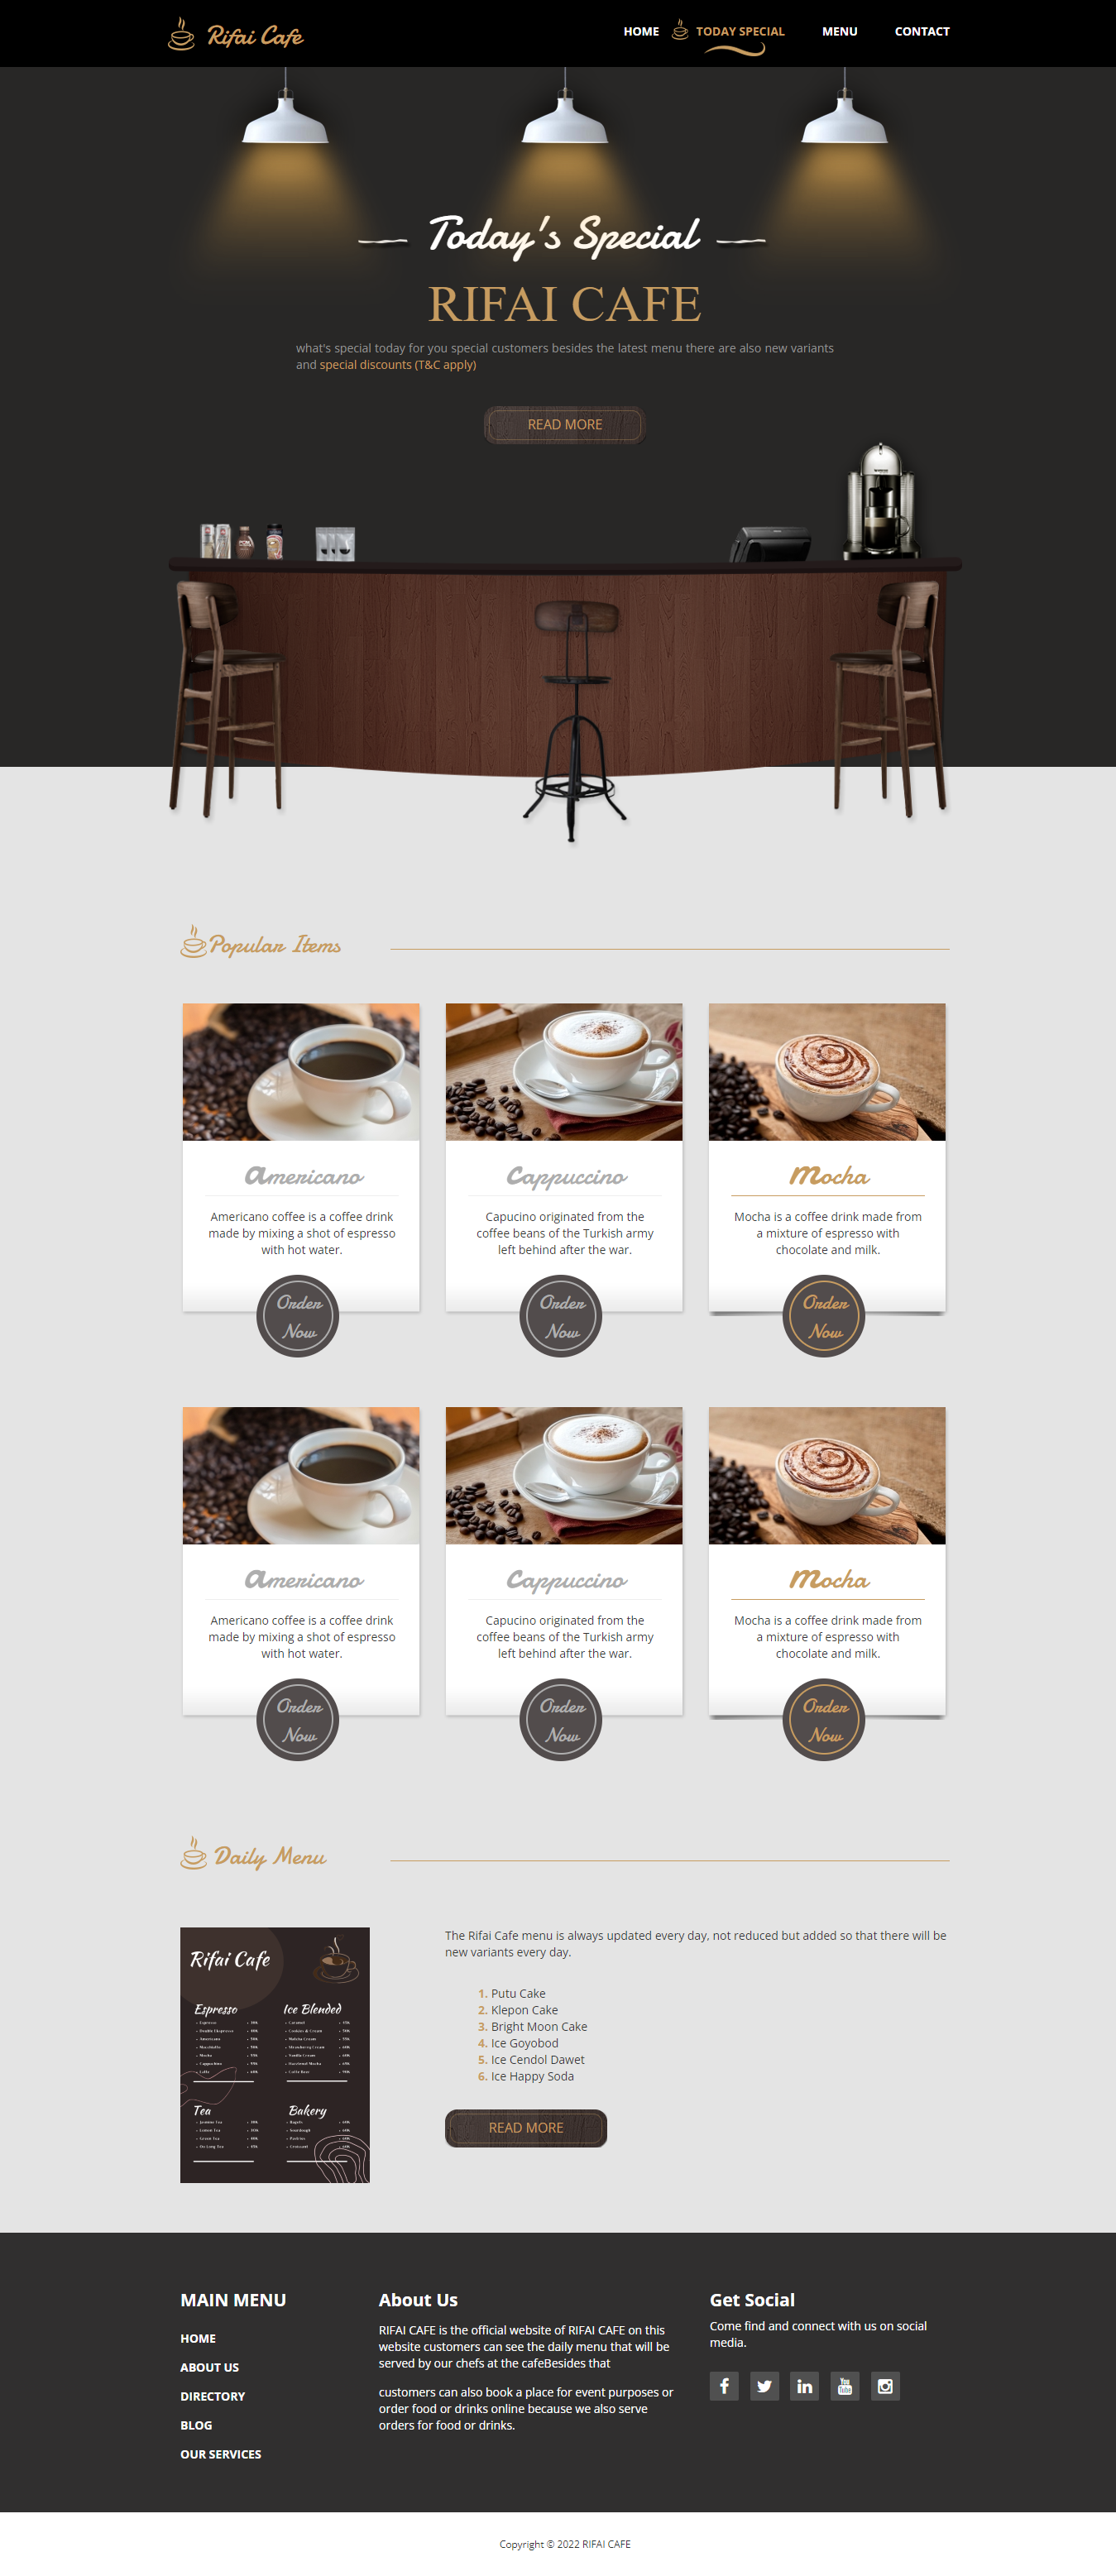 Rifai Cafe
HOME TODAY SPECIAL MENU CONTACT
Today's Special
RIFAI CAFE
what's special today for you special customers besides the latest menu there are also new variants
and special discounts (T&C apply)
READ MORE
Popular Items
Americano
Americano coffee is a coffee drink
made by mixing a shot of espresso
with hot water.
Order
Now
Cappuccino
Capucino originated from the
coffee beans of the Turkish army
left behind after the war.
Order
Now
Mocha
Mocha is a coffee drink made from
a mixture of espresso with
chocolate and milk.
Order
Now
Americano
Americano coffee is a coffee drink
made by mixing a shot of espresso
with hot water.
Order
Now
Cappuccino
Capucino originated from the
coffee beans of the Turkish army
left behind after the war.
Order
Now
Mocha
Mocha is a coffee drink made from
a mixture of espresso with
chocolate and milk.
Order
Now
Daily Menu
Rifai Cafe
Espresso
Ice Blended
Tea
Bakery
The Rifai Cafe menu is always updated every day, not reduced but added so that there will be
new variants every day.
1. Putu Cake
2. Klepon Cake
3. Bright Moon Cake
4. Ice Goyobod
5. Ice Cendol Dawet
6. Ice Happy Soda
READ MORE
MAIN MENU
HOME
ABOUT US
DIRECTORY
BLOG
OUR SERVICES
About Us
RIFAI CAFE is the official website of RIFAI CAFE on this
website customers can see the daily menu that will be
served by our chefs at the cafeBesides that
customers can also book a place for event purposes or
order food or drinks online because we also serve
orders for food or drinks.
Get Social
Come find and connect with us on social
media.
You
Tube
Copyright © 2022 RIFAI CAFE